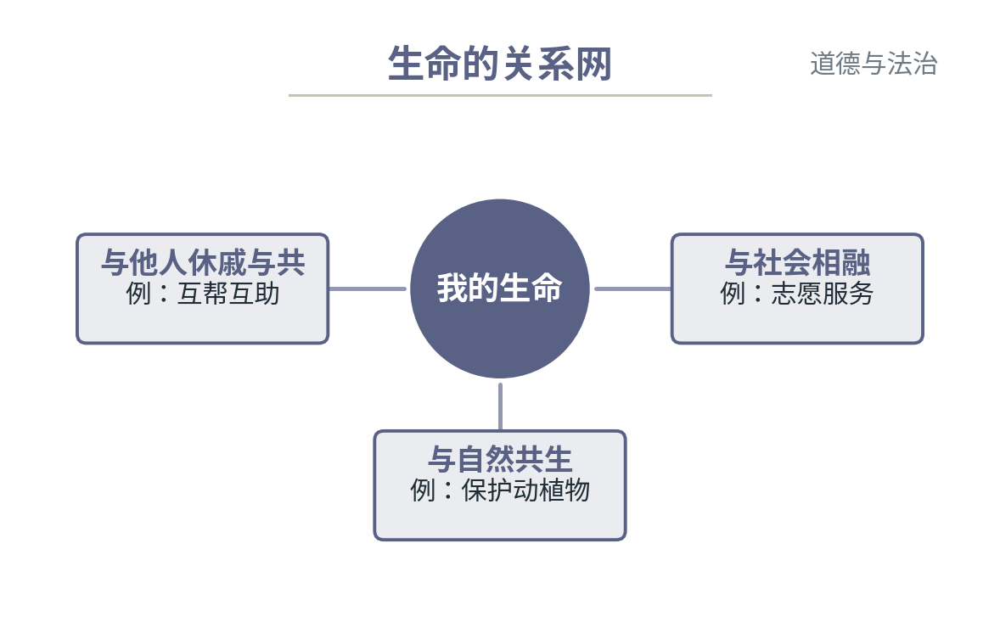 生命的关系网
道德与法治
与他人休戚与共
例：互帮互助
我的生命
与社会相融
例：志愿服务
与自然共生
例：保护动植物